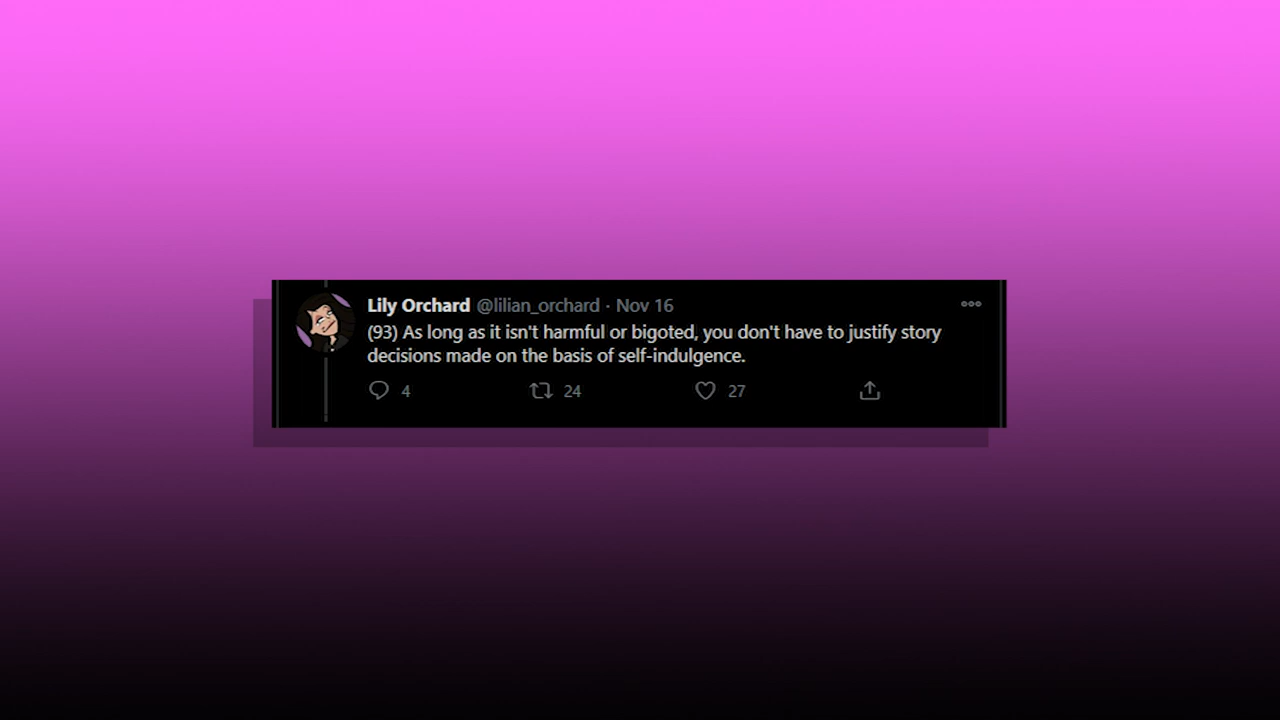 Lily Orchard @lilian_orchard · Nov 16
(93) As long as it isn't harmful or bigoted, you don't have to justify story
decisions made on the basis of self-indulgence.
4 24 27